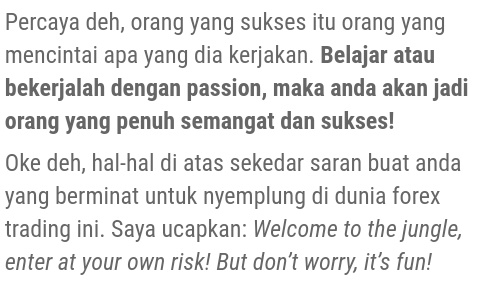 Percaya deh, orang yang sukses itu orang yang
mencintai apa yang dia kerjakan. Belajar atau
bekerjalah dengan passion, maka anda akan jadi
orang yang penuh semangat dan sukses!
Oke deh, hal-hal di atas sekedar saran buat anda
yang berminat untuk nyemplung di dunia forex
trading ini. Saya ucapkan: Welcome to the jungle,
enter at your own risk! But don’t worry, it’s fun!